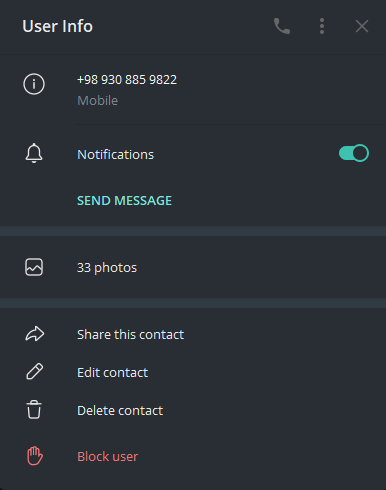 User Info
+98 930 885 9822
Mobile
Notifications
SEND MESSAGE
33 photos
Share this contact
Edit contact
Delete contact
Block user